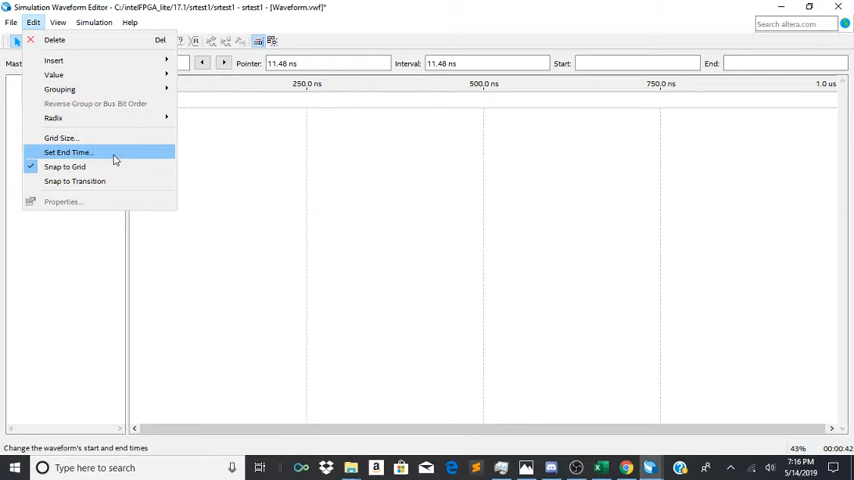 Simulation Waveform Editor - C:/intelFPGA_lite/17.1/srtest1/srtest1 - srtest1 - [Waveform.vwf]*
File Edit View Simulation Help
Search altera.com
Delete Del
Mast
Pointer: 11.48 ns Interval: 11.48 ns Start: End:
Insert
Value
250.0 ns 500.0 ns 750.0 ns 1.0 us
Grouping
Reverse Group or Bus Bit Order
Radix
Grid Size...
Set End Time...
Snap to Grid
Snap to Transition
Properties...
Change the waveform's start and end times 43% 00:00:42
Type here to search
7:16 PM
5/14/2019